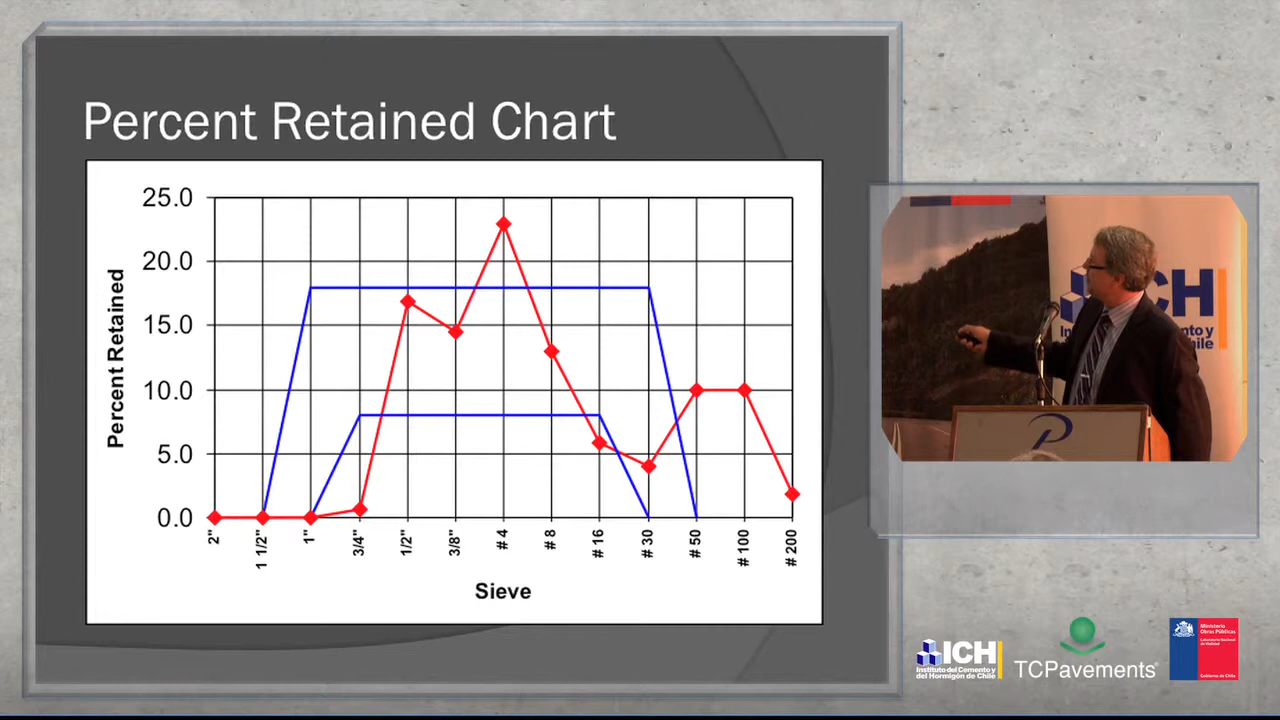 Percent Retained Chart
25.0
20.0
15.0
10.0
5.0
0.0
Percent Retained
2"
1 1/2"
1"
3/4"
1/2"
3/8"
# 4
# 8
# 16
# 30
# 50
# 100
# 200
Sieve
ICH
ICH
Instituto del Cemento y
del Hormigón de Chile
TCPavements
Ministerio
Obras Públicas
Gobierno de Chile